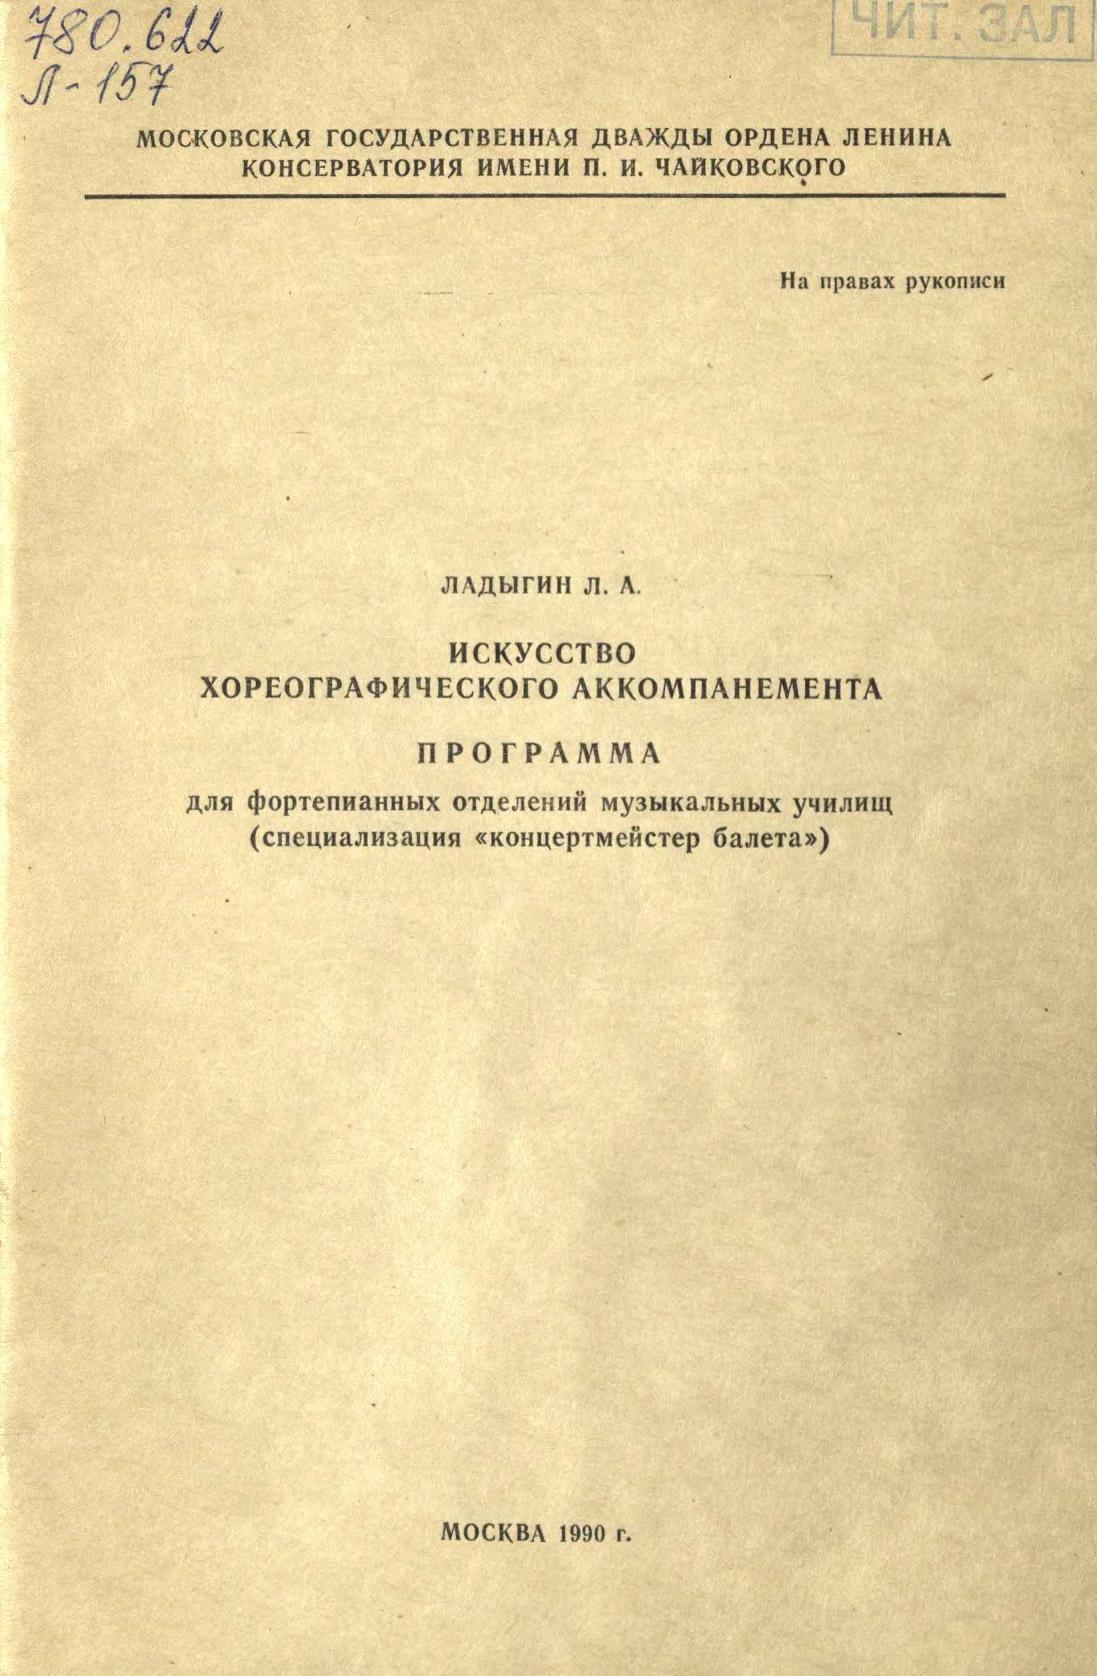 780.622
Л-157
ЧИТ. ЗАЛ
МОСКОВСКАЯ ГОСУДАРСТВЕННАЯ ДВАЖДЫ ОРДЕНА ЛЕНИНА
КОНСЕРВАТОРИЯ ИМЕНИ П. И. ЧАЙКОВСКОГО
На правах рукописи
ЛАДЫГИН Л. А.
ИСКУССТВО
ХОРЕОГРАФИЧЕСКОГО АККОМПАНЕМЕНТА
ПРОГРАММА
для фортепианных отделений музыкальных училищ
(специализация «концертмейстер балета»)
МОСКВА 1990 г.